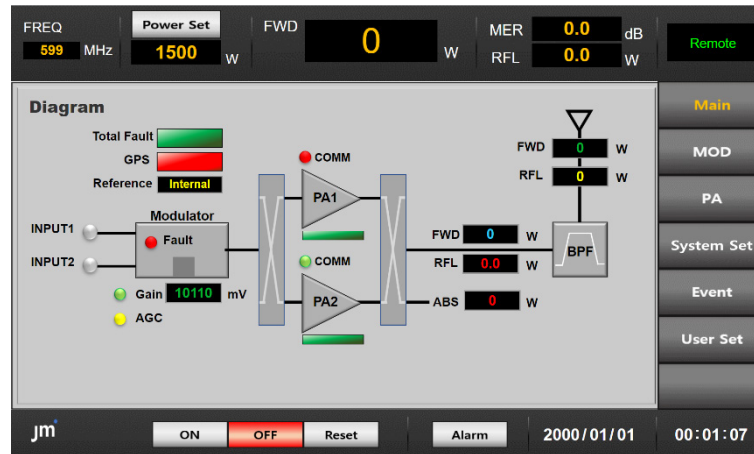 FREQ
599 MHz
Power Set
1500 W
FWD
0 W
MER 0.0 dB
RFL 0.0 W
Remote
Main
MOD
PA
System Set
Event
User Set
Diagram
Total Fault
GPS
Reference Internal
INPUT1
INPUT2
Modulator
Fault
Gain 10110 mV
AGC
COMM
PA1
COMM
PA2
FWD 0 W
RFL 0.0 W
ABS 0 W
FWD 0 W
RFL 0 W
BPF
Jm
ON OFF Reset Alarm 2000/01/01 00:01:07